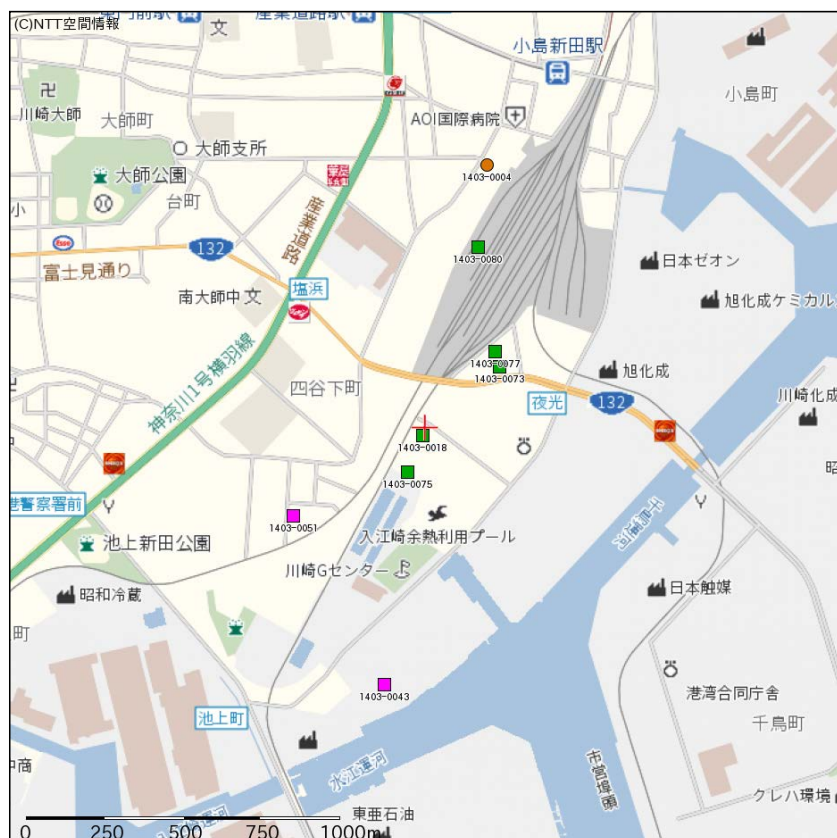 (C)NTT空間情報
小島新田駅
産業道路駅
文
卍
川崎大師
大師町
AOI国際病院
小島町
大師支所
1403-0004
大師公園
台町
小
産業道路
132
1403-0080
日本ゼオン
富士見通り
塩浜
南大師中 文
旭化成ケミカル
1403-0077
神奈川1号横羽線
1403-0073
旭化成
四谷下町
夜光
132
川崎化成
1403-0018
昭
1403-0075
港警察署前
1403-0051
入江崎余熱利用プール
池上新田公園
川崎Gセンター
千鳥運河
昭和冷蔵
日本触媒
町
1403-0043
港湾合同庁舎
池上町
千鳥町
水江運河
市営埠頭
中商
クレハ環境
東亜石油
0 250 500 750 1000m